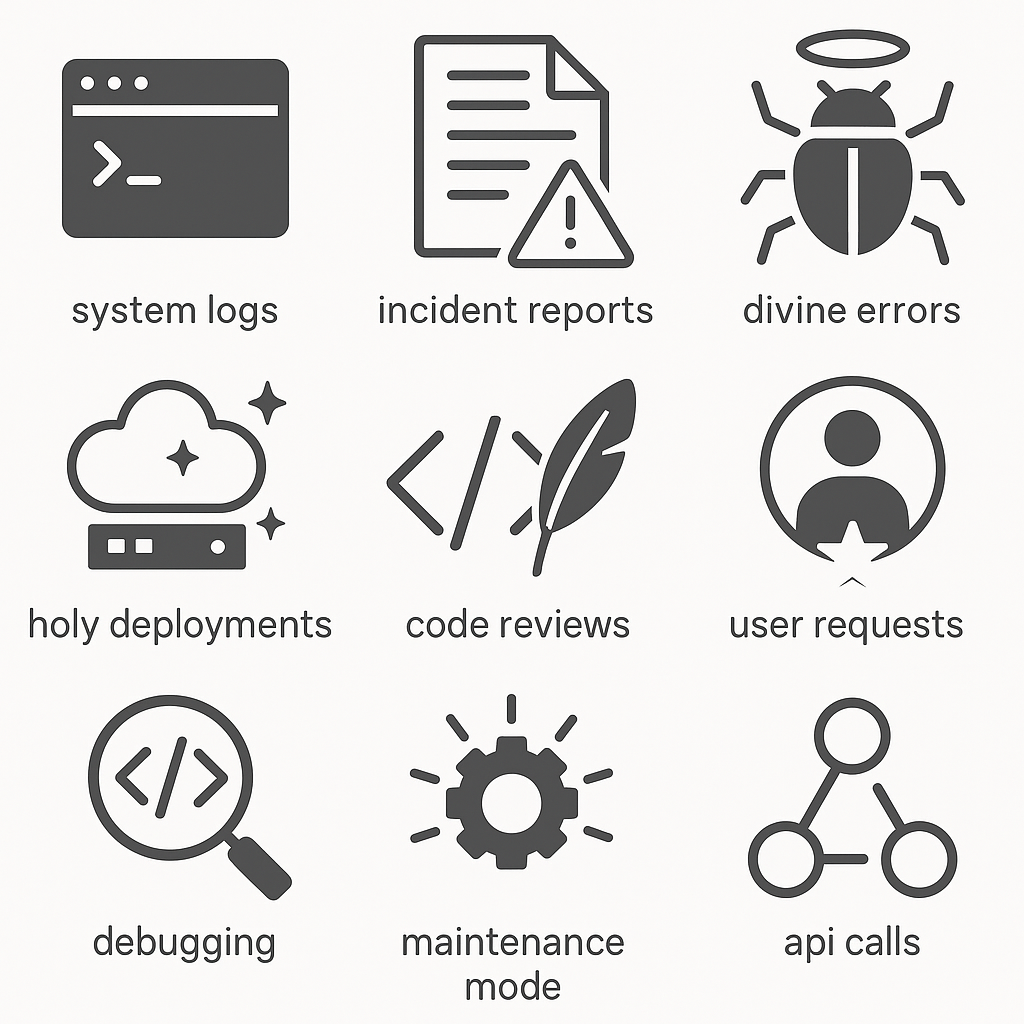 system logs
incident reports
divine errors
holy deployments
code reviews
user requests
debugging
maintenance
mode
api calls